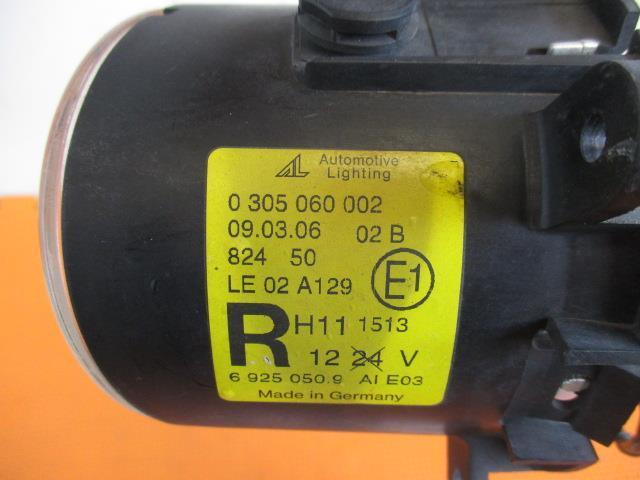 AL Automotive
Lighting
0 305 060 002
09.03.06 02 B
824 50
LE 02 A129 E1
R H11 1513
12 24 V
6 925 050.9 AI E03
Made in Germany